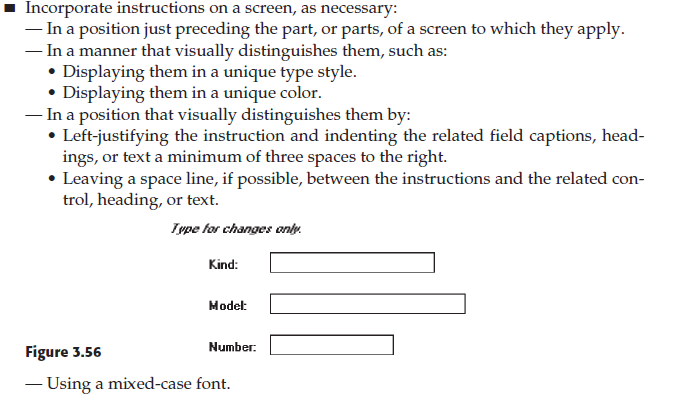 ■ Incorporate instructions on a screen, as necessary:
— In a position just preceding the part, or parts, of a screen to which they apply.
— In a manner that visually distinguishes them, such as:
• Displaying them in a unique type style.
• Displaying them in a unique color.
— In a position that visually distinguishes them by:
• Left-justifying the instruction and indenting the related field captions, head-
ings, or text a minimum of three spaces to the right.
• Leaving a space line, if possible, between the instructions and the related con-
trol, heading, or text.
Type for changes only.
Kind:
Model:
Number:
Figure 3.56
— Using a mixed-case font.